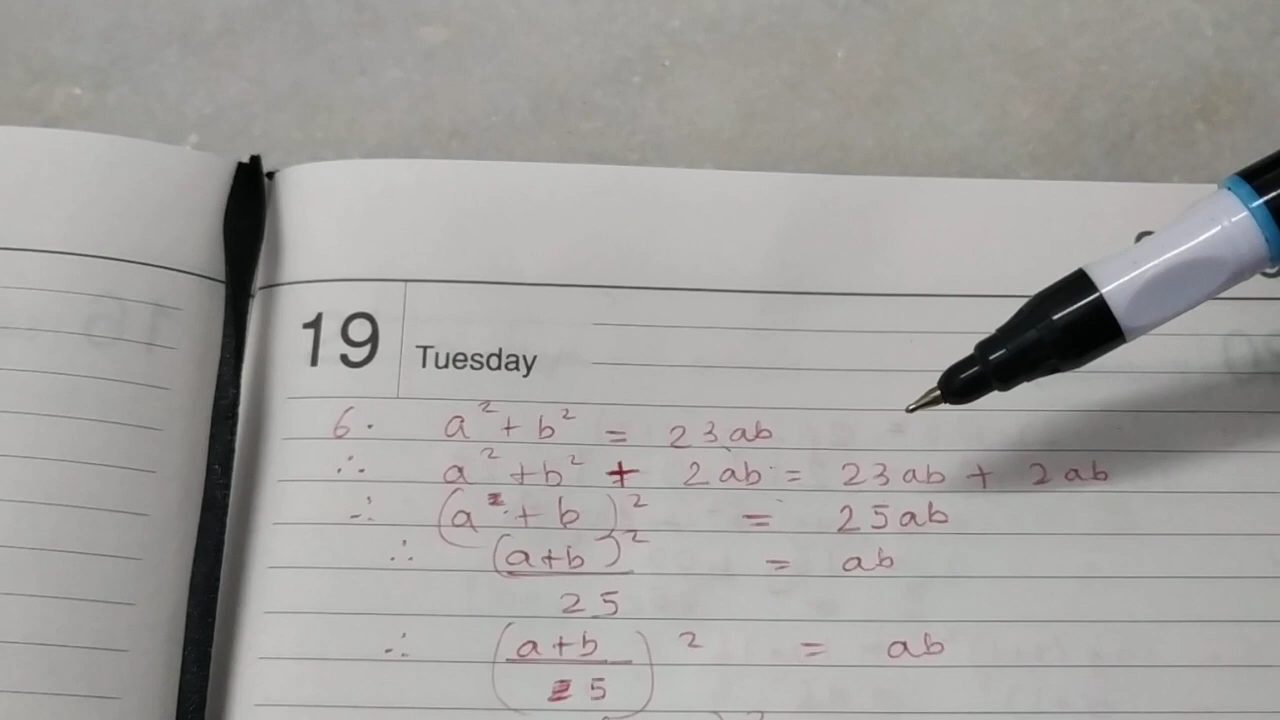 19 Tuesday
6. a² + b² = 23ab
∴ a² + b² + 2ab = 23ab + 2ab
∴ (a + b)² = 25ab
∴ (a+b)² = ab
25
∴ (a+b)² = ab
5